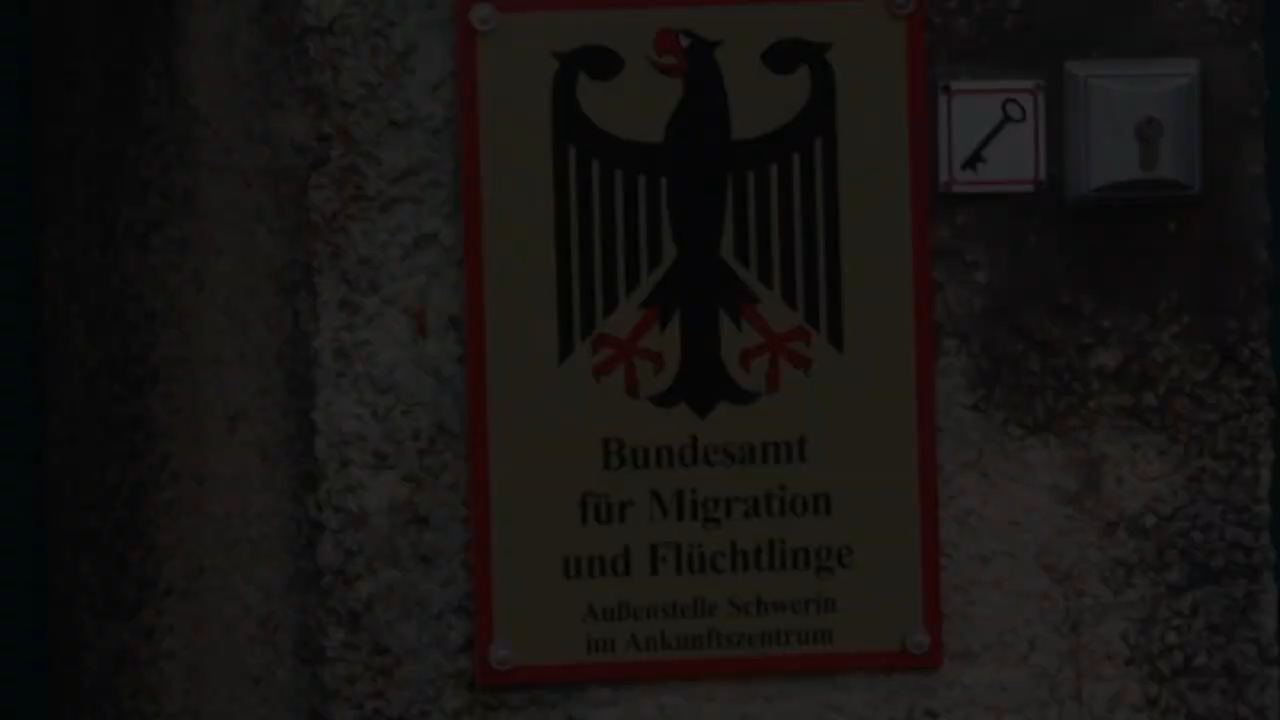 Bundesamt
für Migration
und Flüchtlinge
Außenstelle Schwerin
im Ankunftszentrum